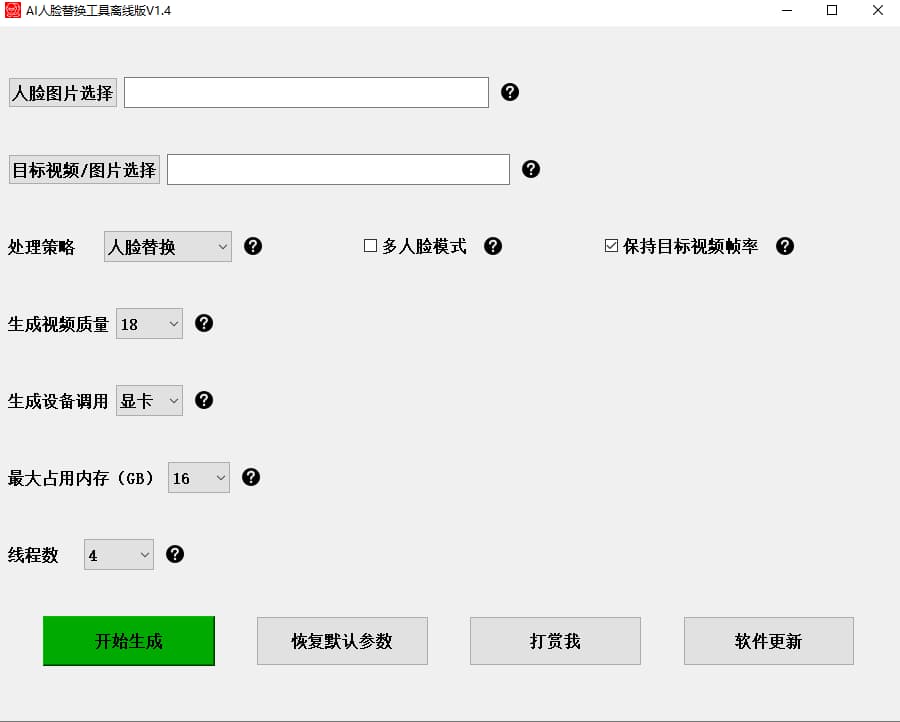 AI人脸替换工具离线版V1.4
人脸图片选择
目标视频/图片选择
处理策略 人脸替换 多人脸模式 保持目标视频帧率
生成视频质量 18
生成设备调用 显卡
最大占用内存（GB） 16
线程数 4
开始生成 恢复默认参数 打赏我 软件更新